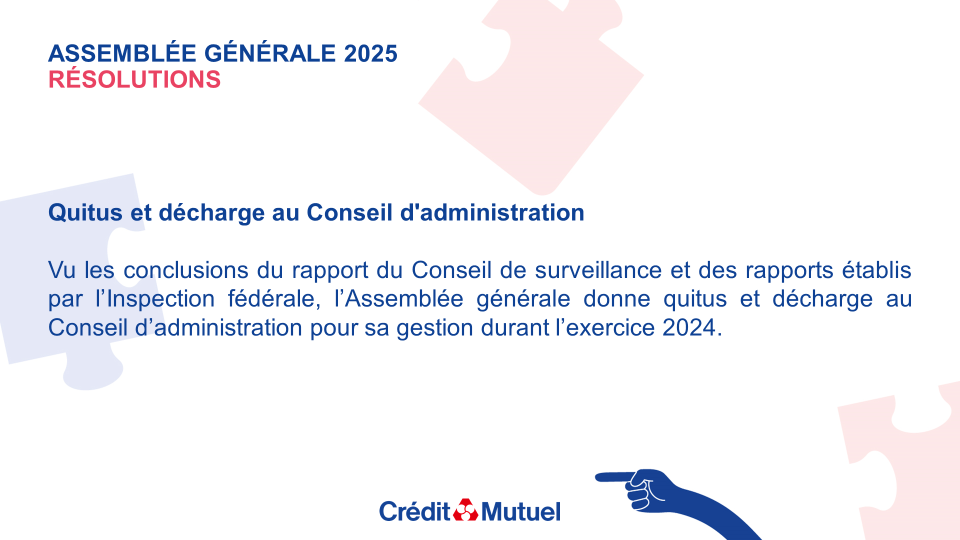 ASSEMBLÉE GÉNÉRALE 2025
RÉSOLUTIONS
Quitus et décharge au Conseil d'administration
Vu les conclusions du rapport du Conseil de surveillance et des rapports établis
par l’Inspection fédérale, l’Assemblée générale donne quitus et décharge au
Conseil d’administration pour sa gestion durant l’exercice 2024.
Crédit Mutuel